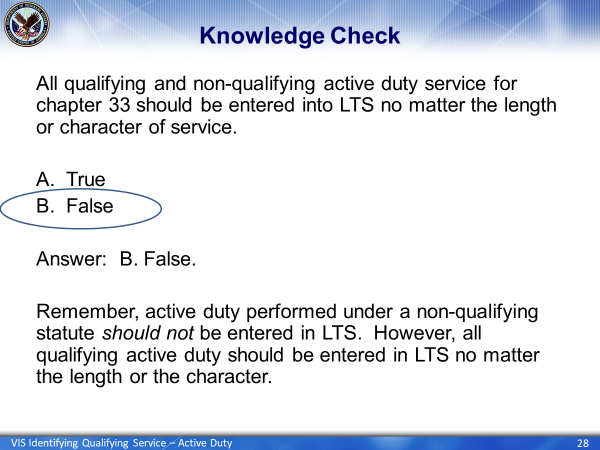 Knowledge Check
All qualifying and non-qualifying active duty service for
chapter 33 should be entered into LTS no matter the length
or character of service.
A. True
B. False
Answer: B. False.
Remember, active duty performed under a non-qualifying
statute should not be entered in LTS. However, all
qualifying active duty should be entered in LTS no matter
the length or the character.
VIS Identifying Qualifying Service – Active Duty
28